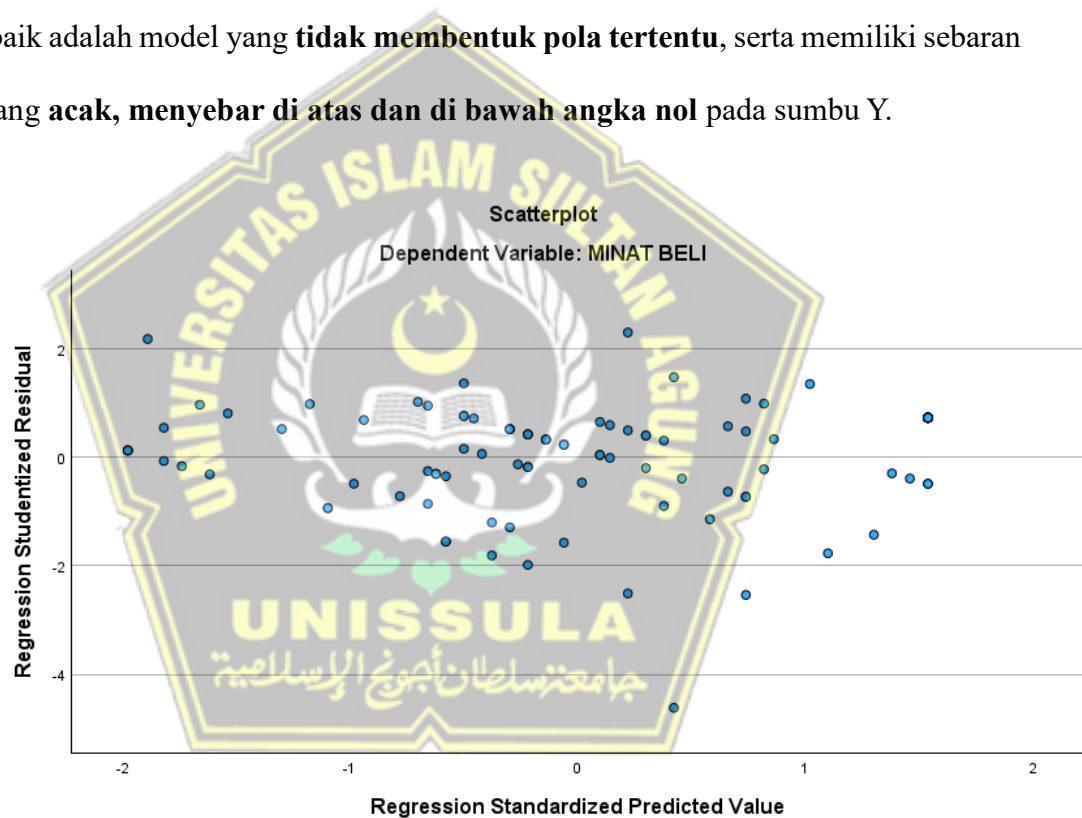 baik adalah model yang tidak membentuk pola tertentu, serta memiliki sebaran
ang acak, menyebar di atas dan di bawah angka nol pada sumbu Y.
UNIVERSITAS ISLAM SULTAN AGUNG
Scatterplot
Dependent Variable: MINAT BELI
Regression Studentized Residual
2
0
-2
-4
UNISSULA
جامعتسلطان أجونج الإسلامية
-2 -1 0 1 2
Regression Standardized Predicted Value